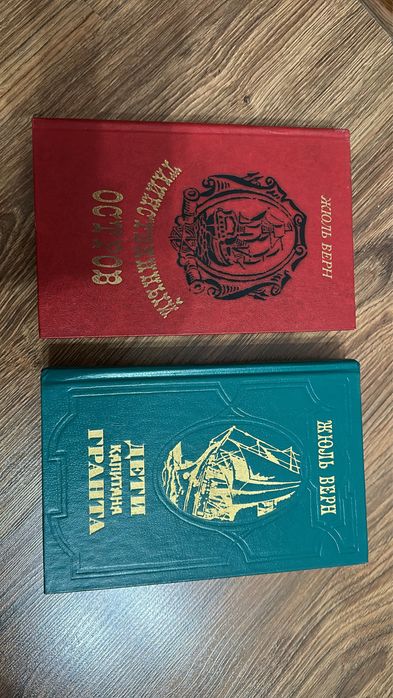 ЖЮЛЬ ВЕРН
ТАИНСТВЕННЫЙ
ОСТРОВ
ЖЮЛЬ ВЕРН
ДЕТИ
КАПИТАНА
ГРАНТА